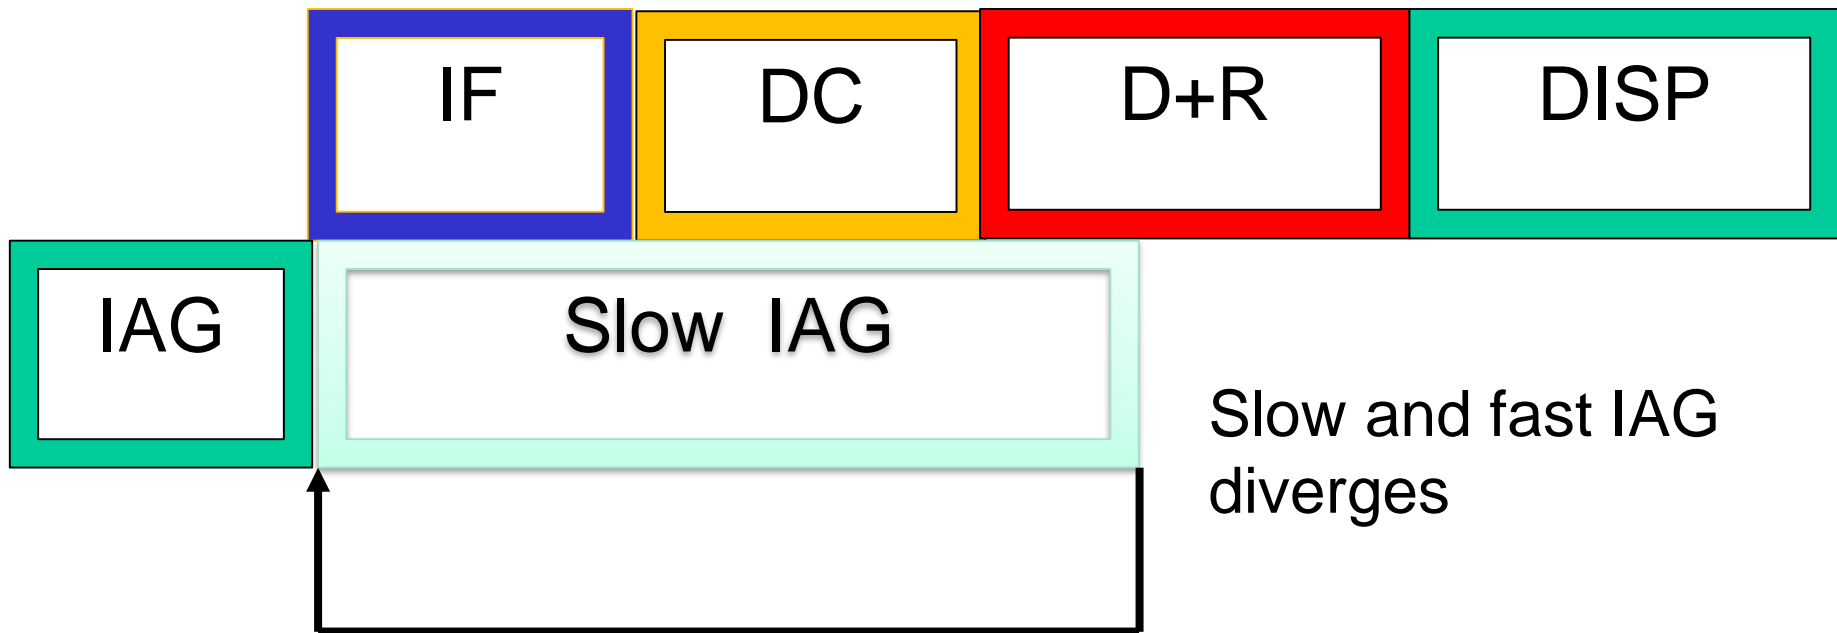 IF
DC
D+R
DISP
IAG
Slow IAG
Slow and fast IAG
diverges